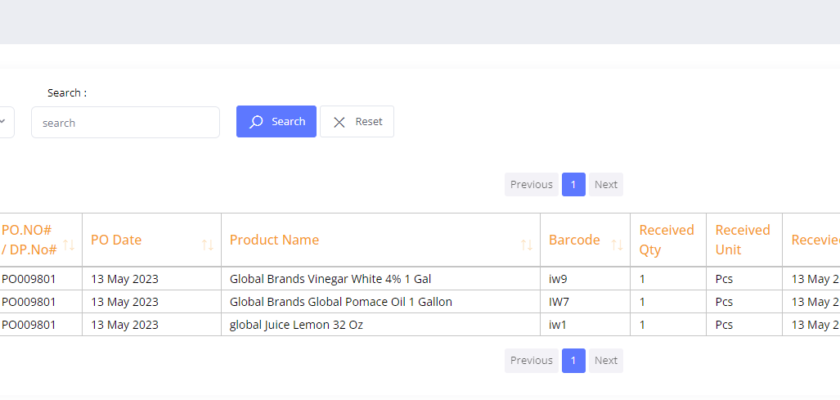 Search :
search Search Reset
Previous 1 Next
PO.NO# / DP.No# PO Date Product Name Barcode Received Qty Received Unit
PO009801 13 May 2023 Global Brands Vinegar White 4% 1 Gal iw9 1 Pcs 13 May 2
PO009801 13 May 2023 Global Brands Global Pomace Oil 1 Gallon IW7 1 Pcs 13 May 2
PO009801 13 May 2023 global Juice Lemon 32 Oz iw1 1 Pcs 13 May 2
Previous 1 Next